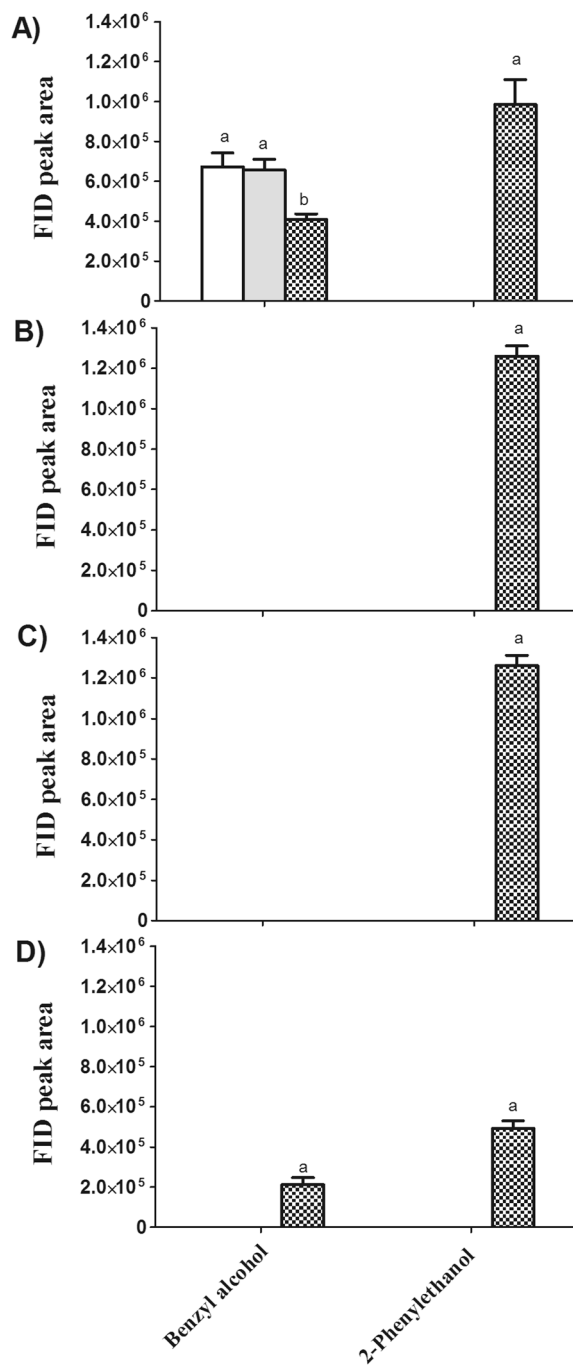 A)
FID peak area
1.4×10⁶
1.2×10⁶
1.0×10⁶
8.0×10⁵
6.0×10⁵
4.0×10⁵
2.0×10⁵
0
a
a
b
a
B)
FID peak area
1.4×10⁶
1.2×10⁶
1.0×10⁶
8.0×10⁵
6.0×10⁵
4.0×10⁵
2.0×10⁵
0
a
C)
FID peak area
1.4×10⁶
1.2×10⁶
1.0×10⁶
8.0×10⁵
6.0×10⁵
4.0×10⁵
2.0×10⁵
0
a
D)
FID peak area
1.4×10⁶
1.2×10⁶
1.0×10⁶
8.0×10⁵
6.0×10⁵
4.0×10⁵
2.0×10⁵
0
a
a
Benzyl alcohol
2-Phenylethanol